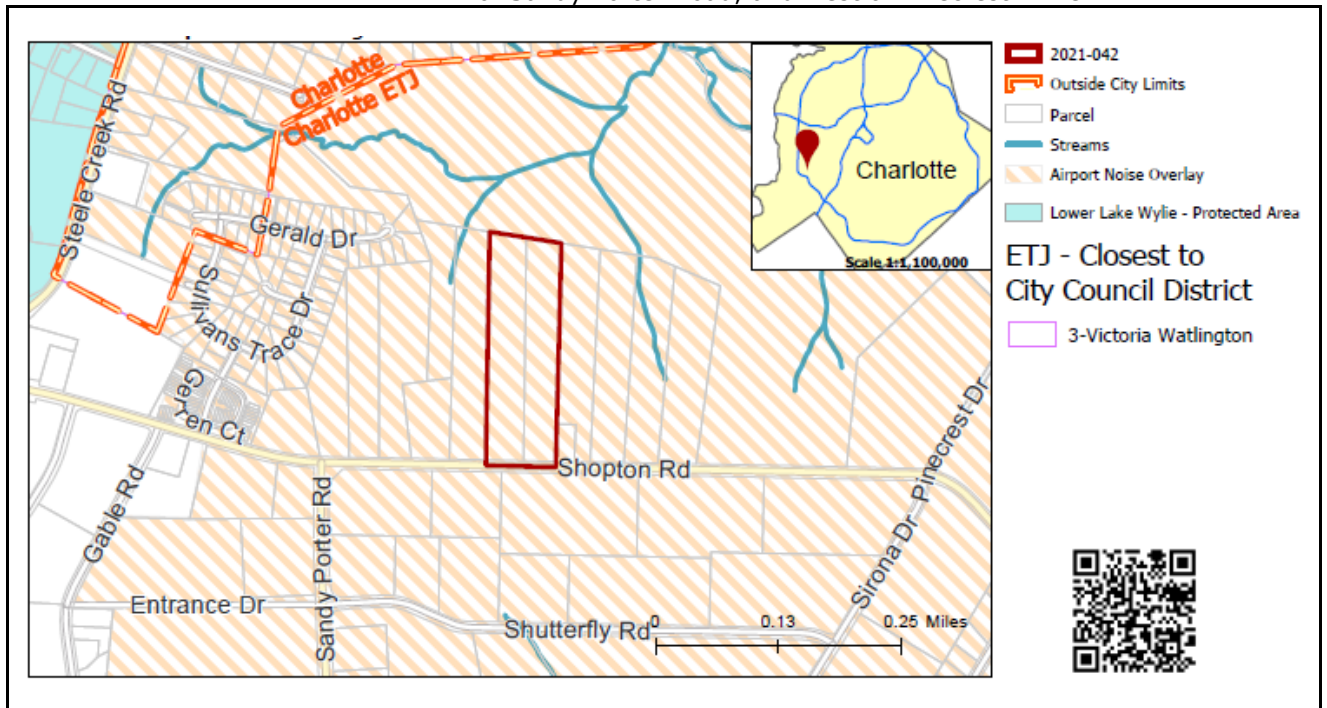 2021-042
Outside City Limits
Parcel
Streams
Airport Noise Overlay
Lower Lake Wylie - Protected Area
ETJ - Closest to
City Council District
3-Victoria Watlington
Charlotte
Scale 1:1,100,000
Charlotte
Charlotte ETJ
Steele Creek Rd
Gerald Dr
Sullivans Trace Dr
Shopton Rd
Gable Rd
Sandy Porter Rd
Entrance Dr
Shutterfly Rd
Sirona Dr
Pinecrest Dr
0 0.13 0.25 Miles